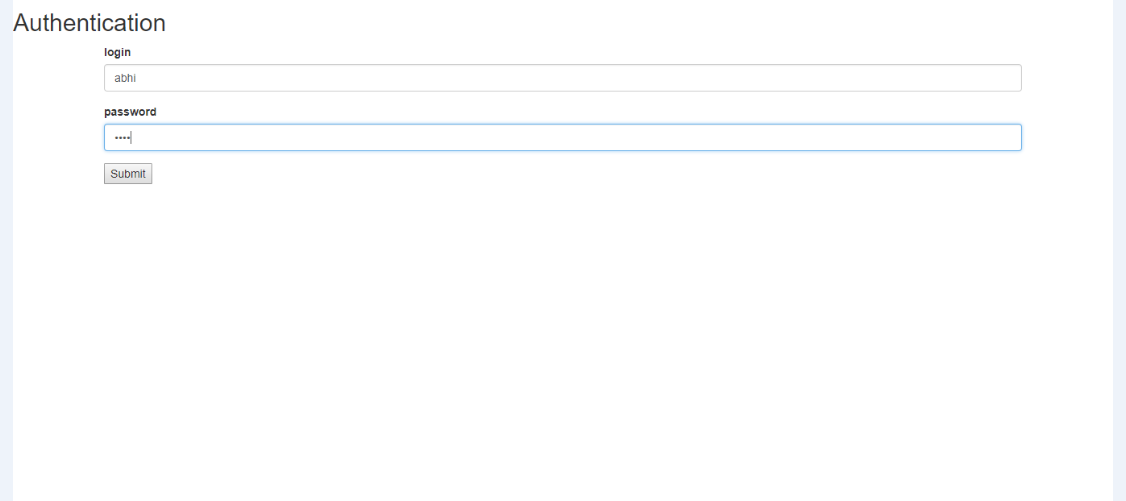 Authentication
login
abhi
password
••••
Submit